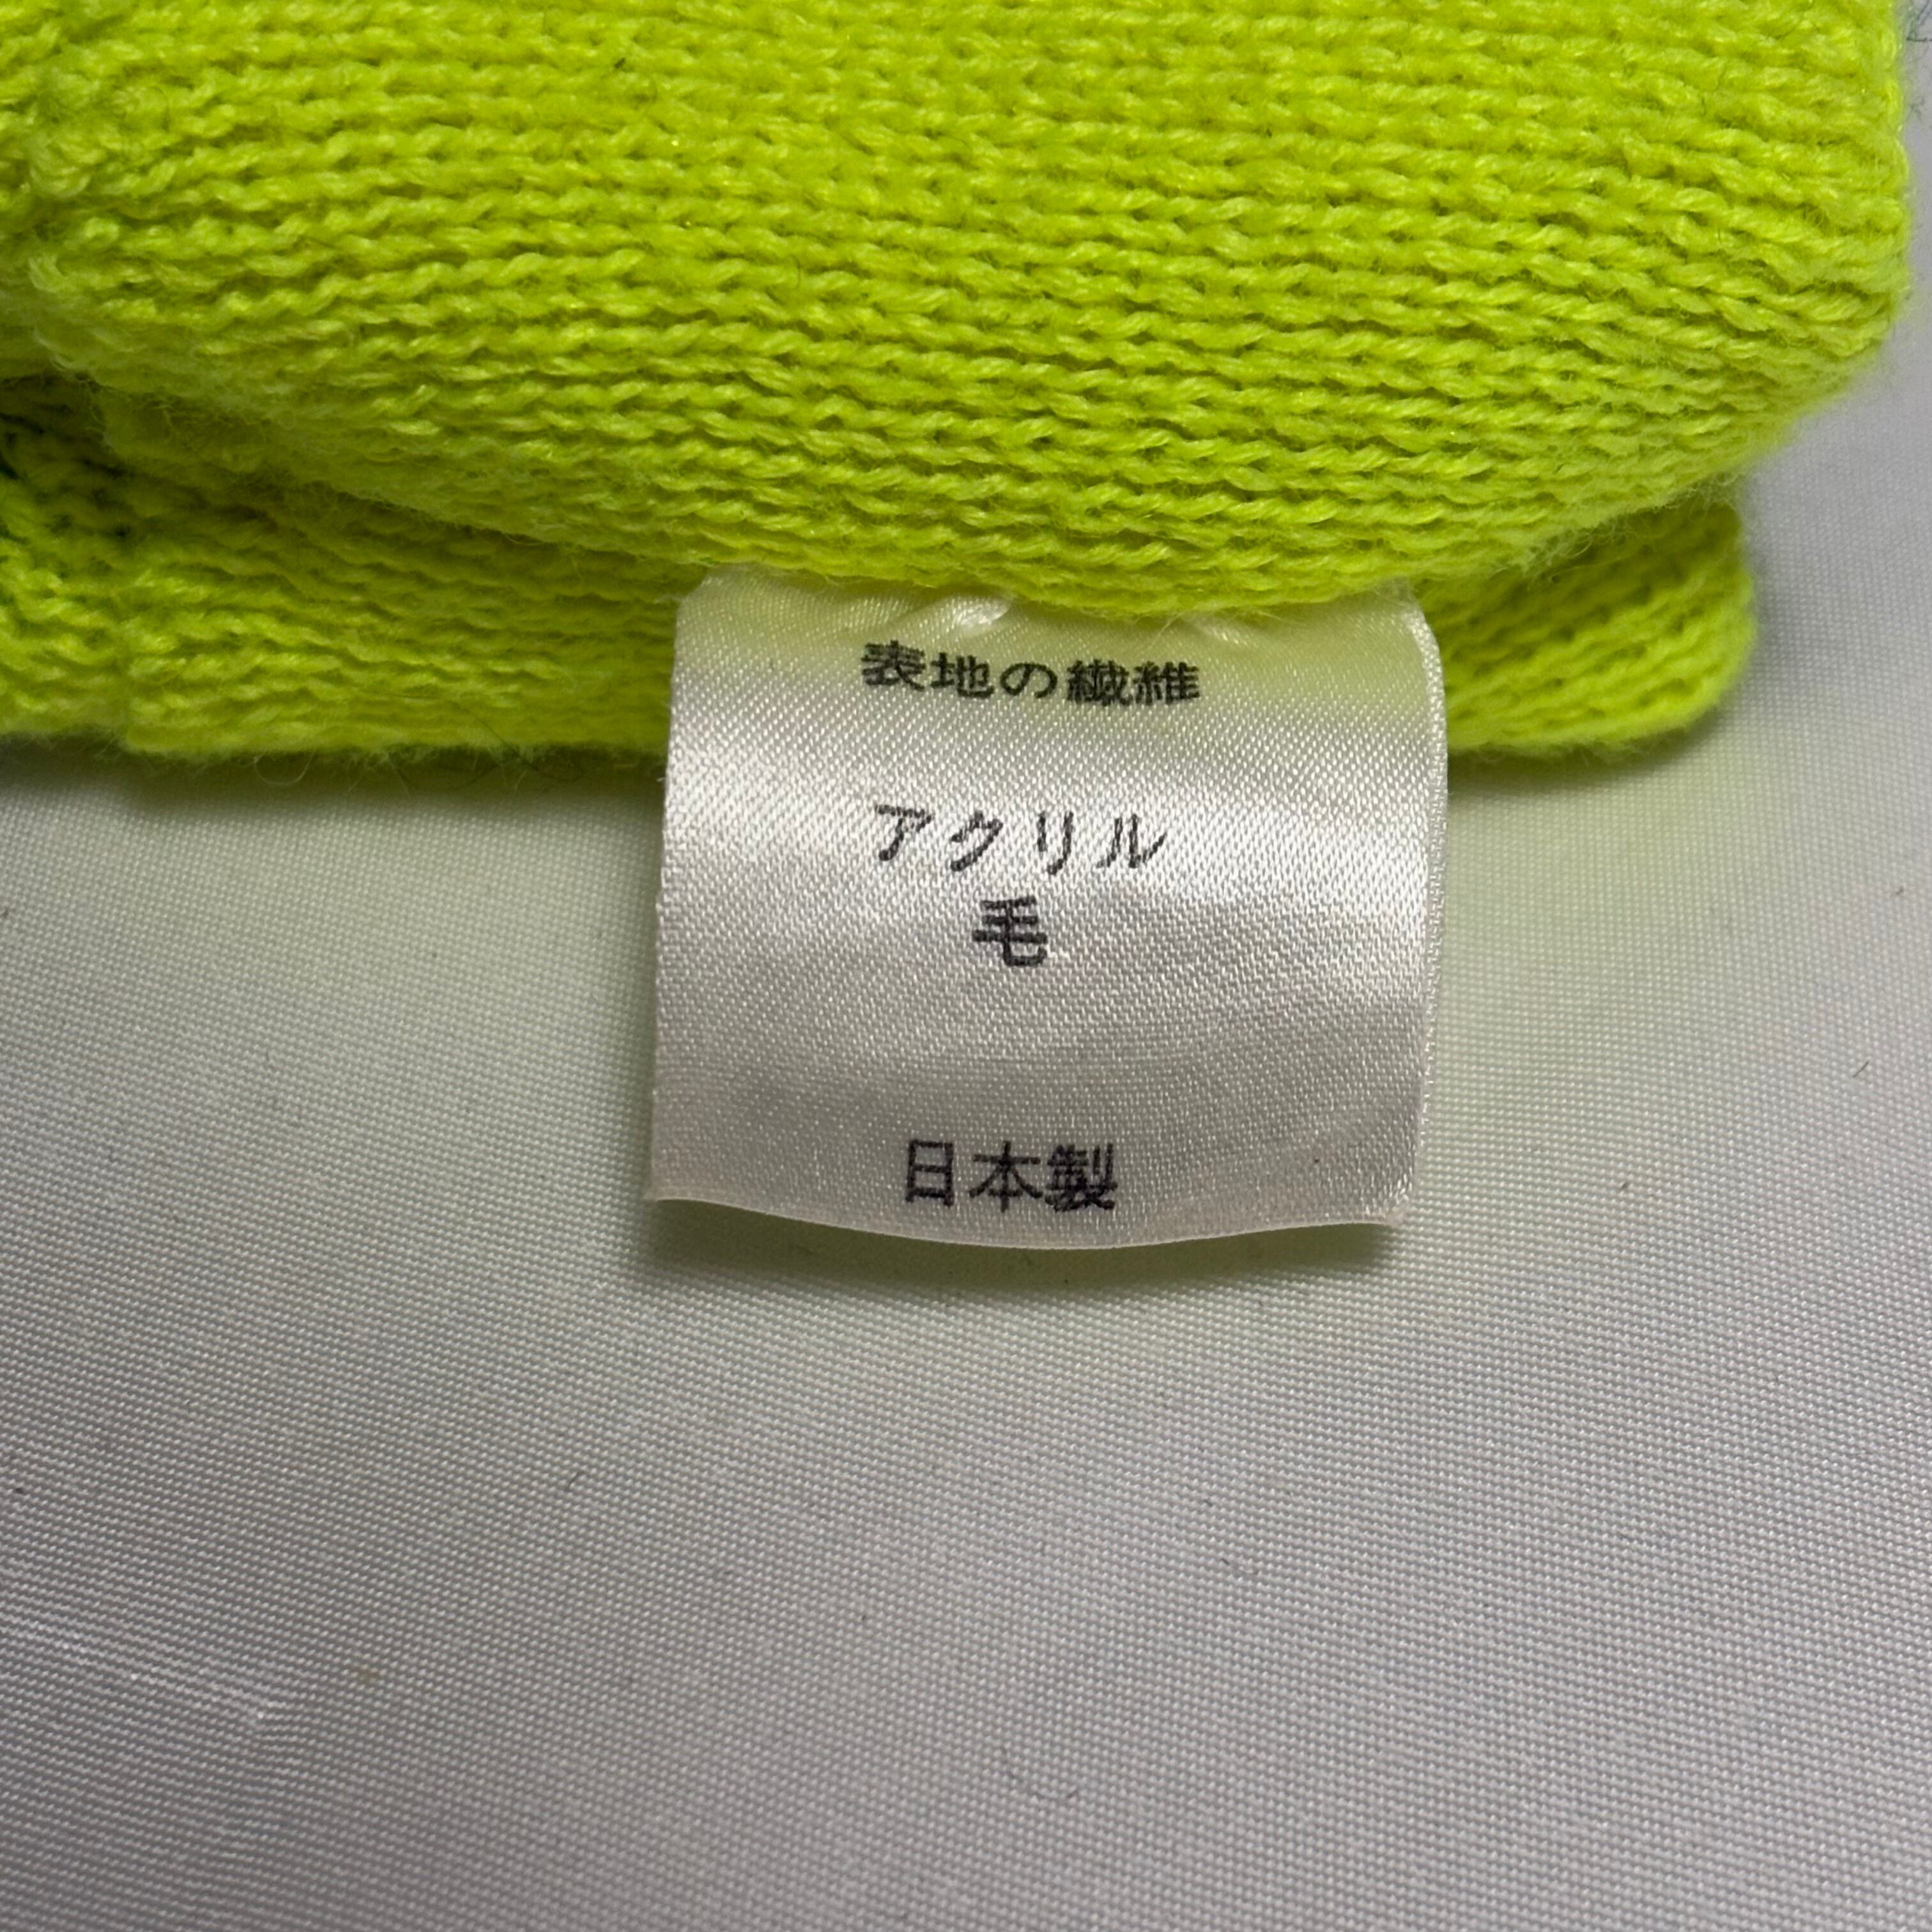 表地の繊維
アクリル
毛
日本製